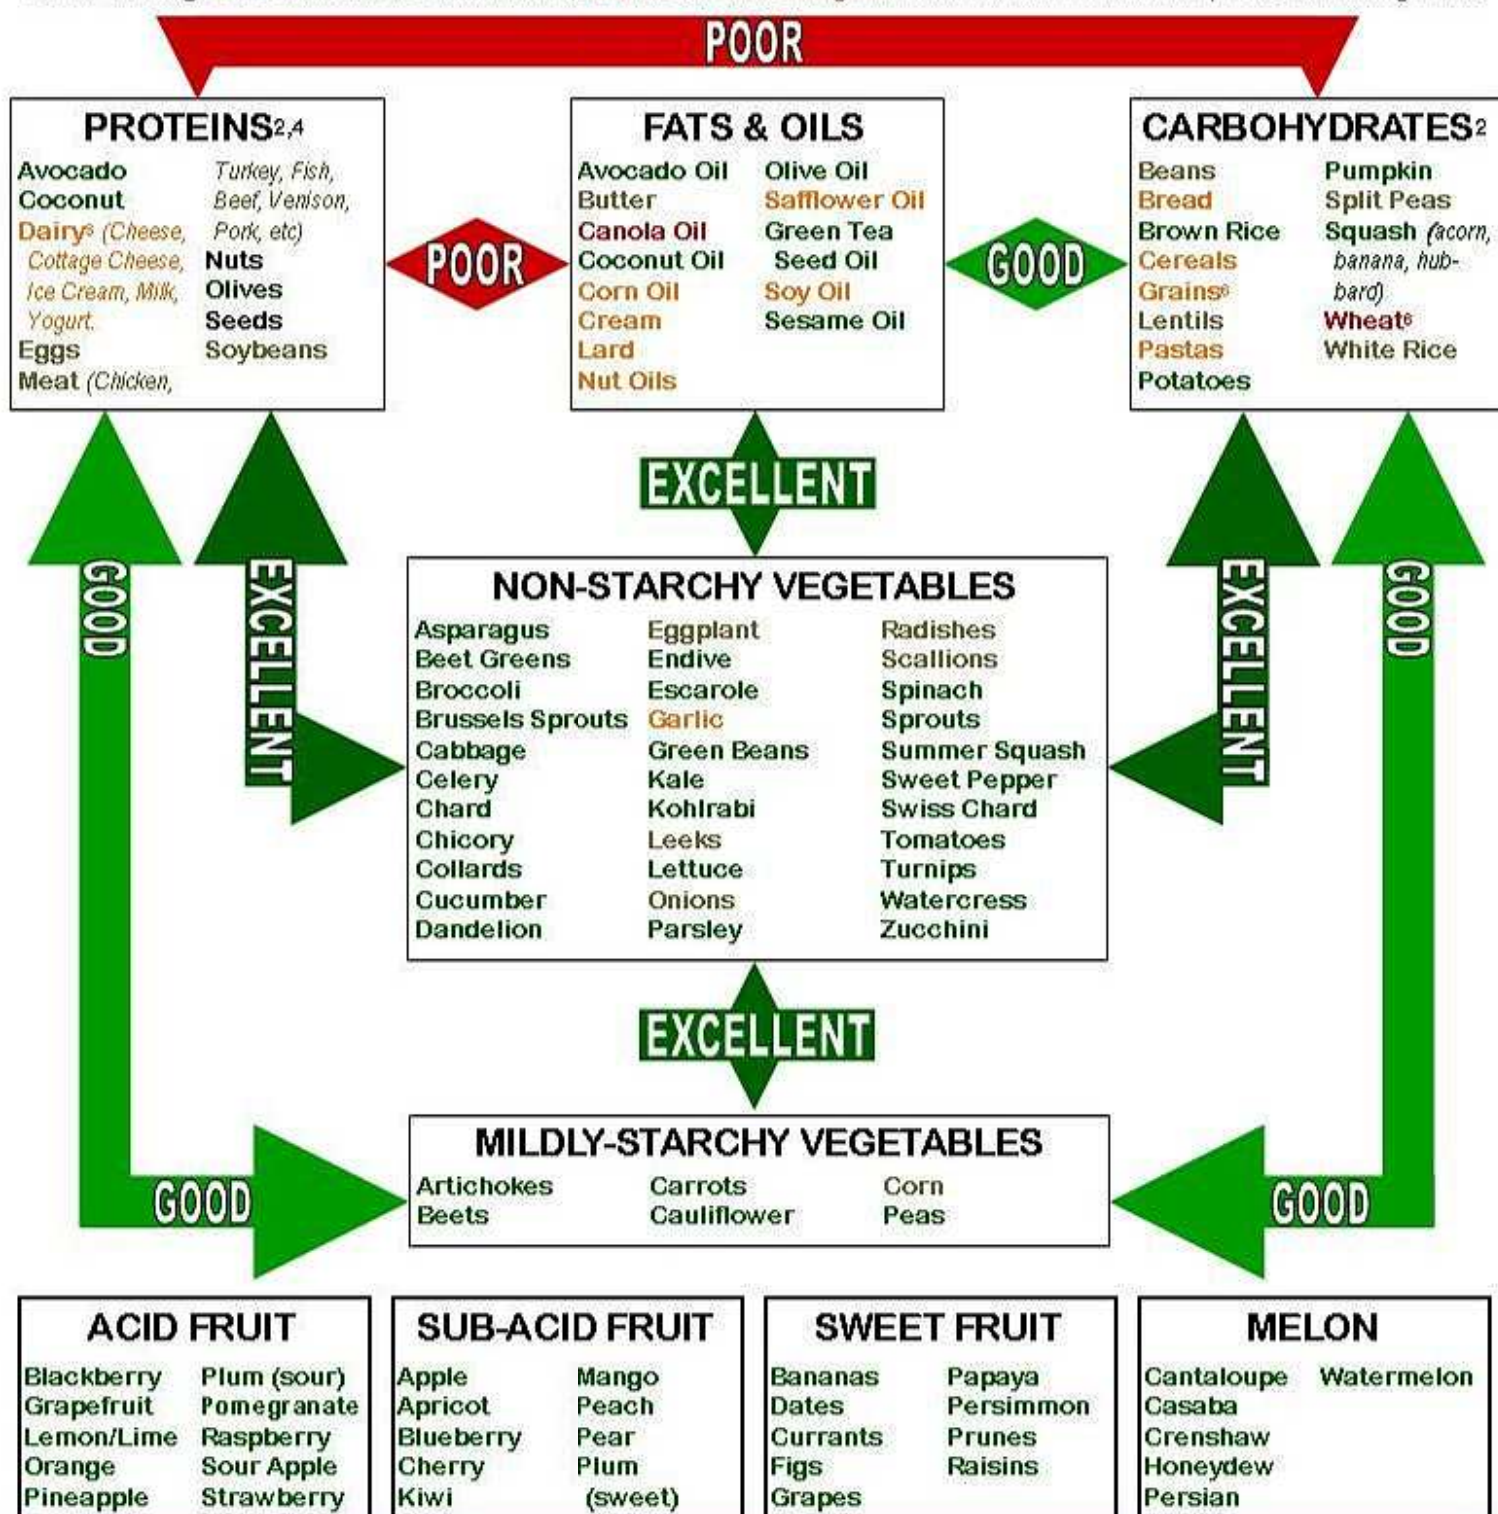 POOR
PROTEINS2,4
Avocado
Coconut
Dairy6 (Cheese,
Cottage Cheese,
Ice Cream, Milk,
Yogurt.
Eggs
Meat (Chicken,
Turkey, Fish,
Beef, Venison,
Pork, etc)
Nuts
Olives
Seeds
Soybeans
POOR
FATS & OILS
Avocado Oil
Butter
Canola Oil
Coconut Oil
Corn Oil
Cream
Lard
Nut Oils
Olive Oil
Safflower Oil
Green Tea
Seed Oil
Soy Oil
Sesame Oil
GOOD
CARBOHYDRATES2
Beans
Bread
Brown Rice
Cereals
Grains6
Lentils
Pastas
Potatoes
Pumpkin
Split Peas
Squash (acorn,
banana, hub-
bard)
Wheat6
White Rice
GOOD
EXCELLENT
EXCELLENT
EXCELLENT
GOOD
NON-STARCHY VEGETABLES
Asparagus
Beet Greens
Broccoli
Brussels Sprouts
Cabbage
Celery
Chard
Chicory
Collards
Cucumber
Dandelion
Eggplant
Endive
Escarole
Garlic
Green Beans
Kale
Kohlrabi
Leeks
Lettuce
Onions
Parsley
Radishes
Scallions
Spinach
Sprouts
Summer Squash
Sweet Pepper
Swiss Chard
Tomatoes
Turnips
Watercress
Zucchini
EXCELLENT
GOOD
MILDLY-STARCHY VEGETABLES
Artichokes
Beets
Carrots
Cauliflower
Corn
Peas
GOOD
ACID FRUIT
Blackberry
Grapefruit
Lemon/Lime
Orange
Pineapple
Plum (sour)
Pomegranate
Raspberry
Sour Apple
Strawberry
SUB-ACID FRUIT
Apple
Apricot
Blueberry
Cherry
Kiwi
Mango
Peach
Pear
Plum
(sweet)
SWEET FRUIT
Bananas
Dates
Currants
Figs
Grapes
Papaya
Persimmon
Prunes
Raisins
MELON
Cantaloupe
Casaba
Crenshaw
Honeydew
Persian
Watermelon